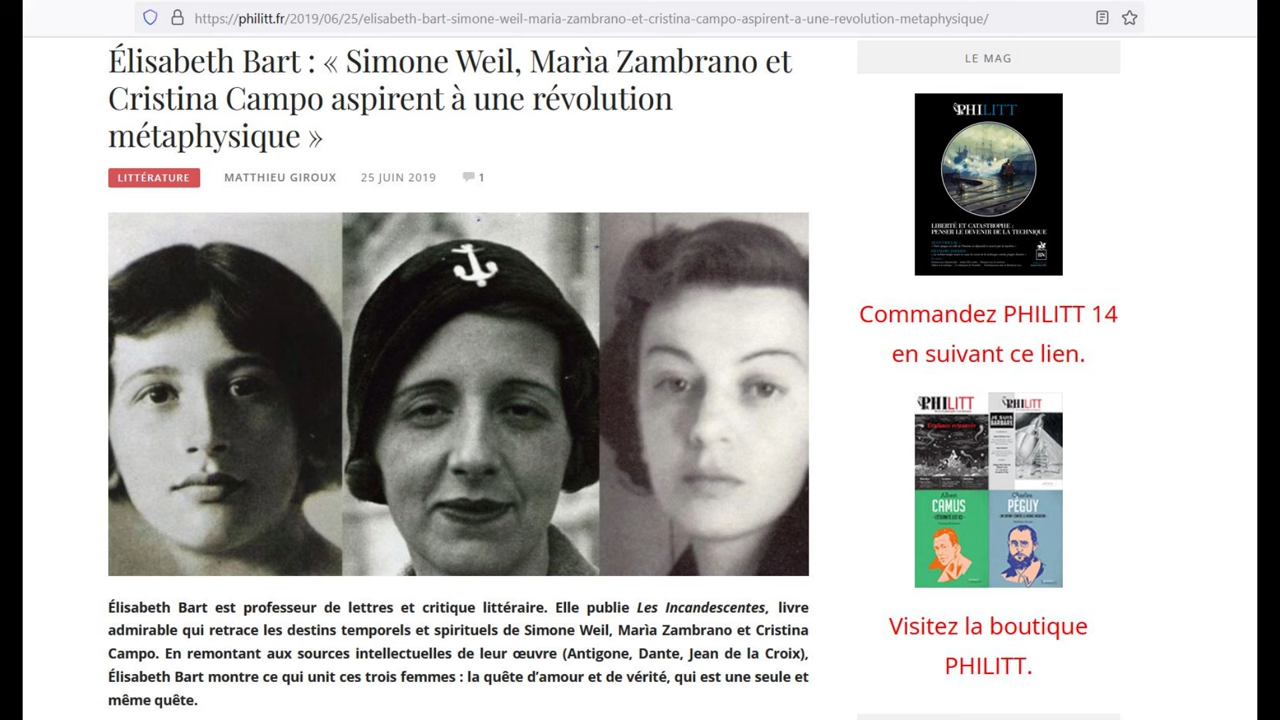 https://philitt.fr/2019/06/25/elisabeth-bart-simone-weil-maria-zambrano-et-cristina-campo-aspirent-a-une-revolution-metaphysique/
Élisabeth Bart : « Simone Weil, Marìa Zambrano et
Cristina Campo aspirent à une révolution
métaphysique »
LITTÉRATURE MATTHIEU GIROUX 25 JUIN 2019 1
Élisabeth Bart est professeur de lettres et critique littéraire. Elle publie Les Incandescentes, livre
admirable qui retrace les destins temporels et spirituels de Simone Weil, Marìa Zambrano et Cristina
Campo. En remontant aux sources intellectuelles de leur œuvre (Antigone, Dante, Jean de la Croix),
Élisabeth Bart montre ce qui unit ces trois femmes : la quête d’amour et de vérité, qui est une seule et
même quête.
LE MAG
PHILITT
LIBERTÉ ET CATASTROPHE :
PENSER LE DEVENIR DE LA TECHNIQUE
Commandez PHILITT 14
en suivant ce lien.
PHILITT
PHILITT
JE SUIS
BARBARE
Albert
CAMUS
Charles
PÉGUY
Visitez la boutique
PHILITT.